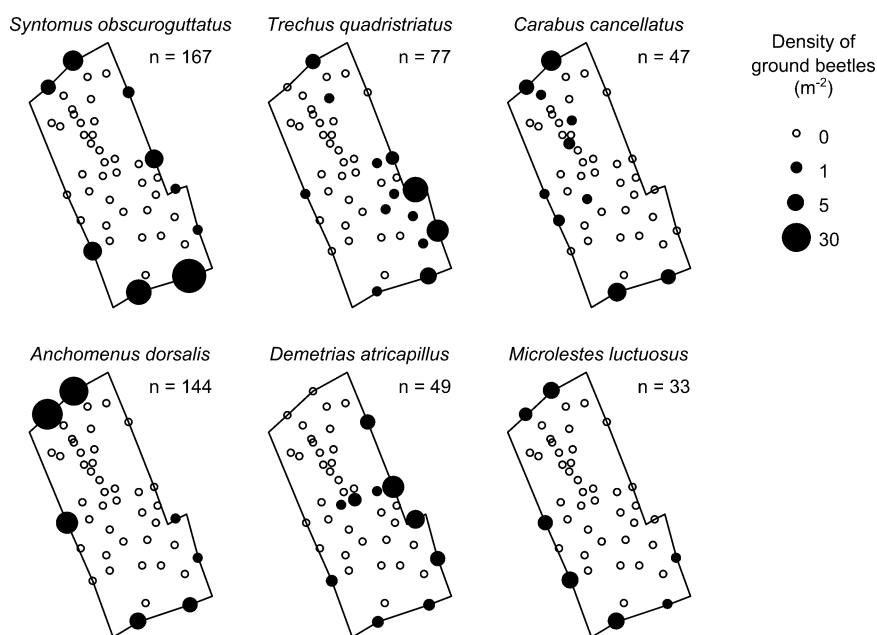 Syntomus obscuroguttatus
n = 167
Trechus quadristriatus
n = 77
Carabus cancellatus
n = 47
Density of
ground beetles
(m⁻²)
0
1
5
30
Anchomenus dorsalis
n = 144
Demetrias atricapillus
n = 49
Microlestes luctuosus
n = 33